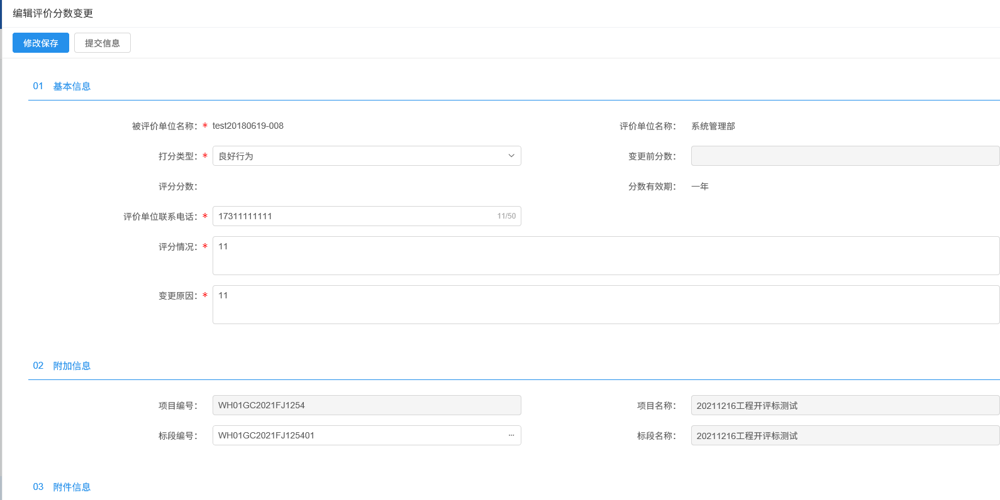 编辑评价分数变更
修改保存 提交信息
01 基本信息
被评价单位名称：* test20180619-008 评价单位名称： 系统管理部
打分类型：* 良好行为 变更前分数：
评分分数： 分数有效期： 一年
评价单位联系电话：* 17311111111 11/50
评分情况：* 11
变更原因：* 11
02 附加信息
项目编号： WH01GC2021FJ1254 项目名称： 20211216工程开评标测试
标段编号： WH01GC2021FJ125401 ··· 标段名称： 20211216工程开评标测试
03 附件信息